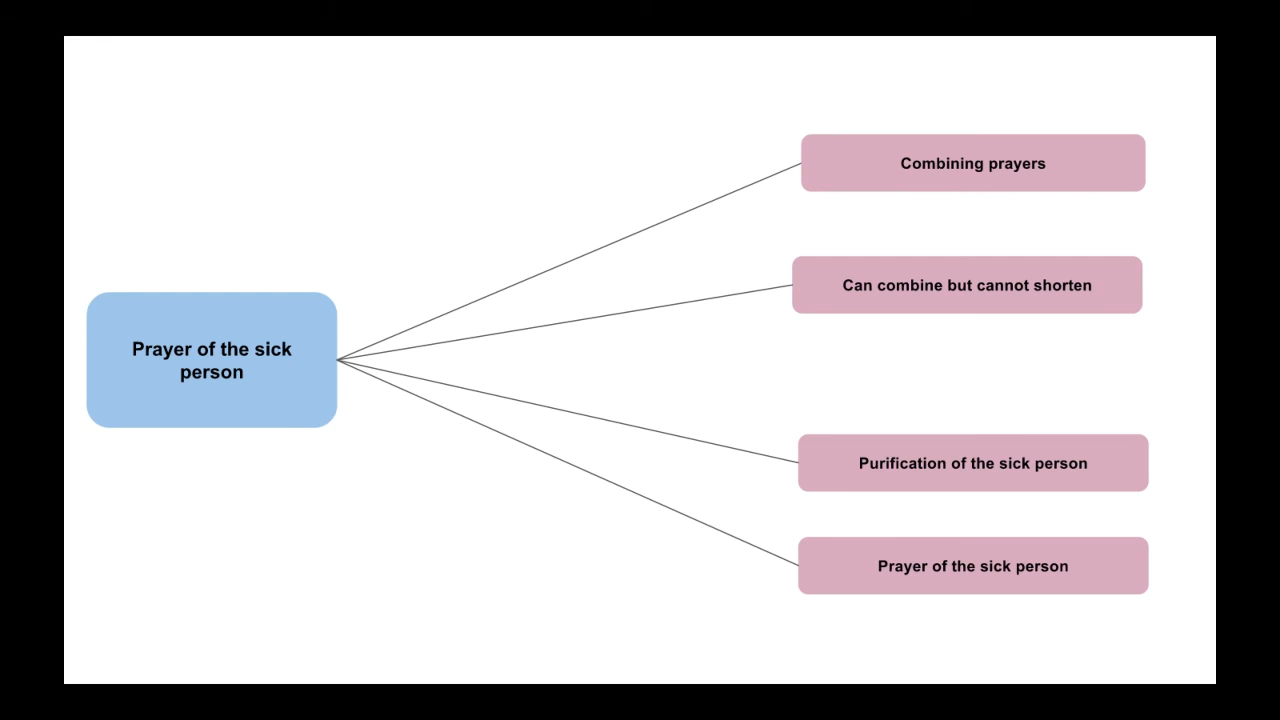 Combining prayers
Can combine but cannot shorten
Prayer of the sick
person
Purification of the sick person
Prayer of the sick person